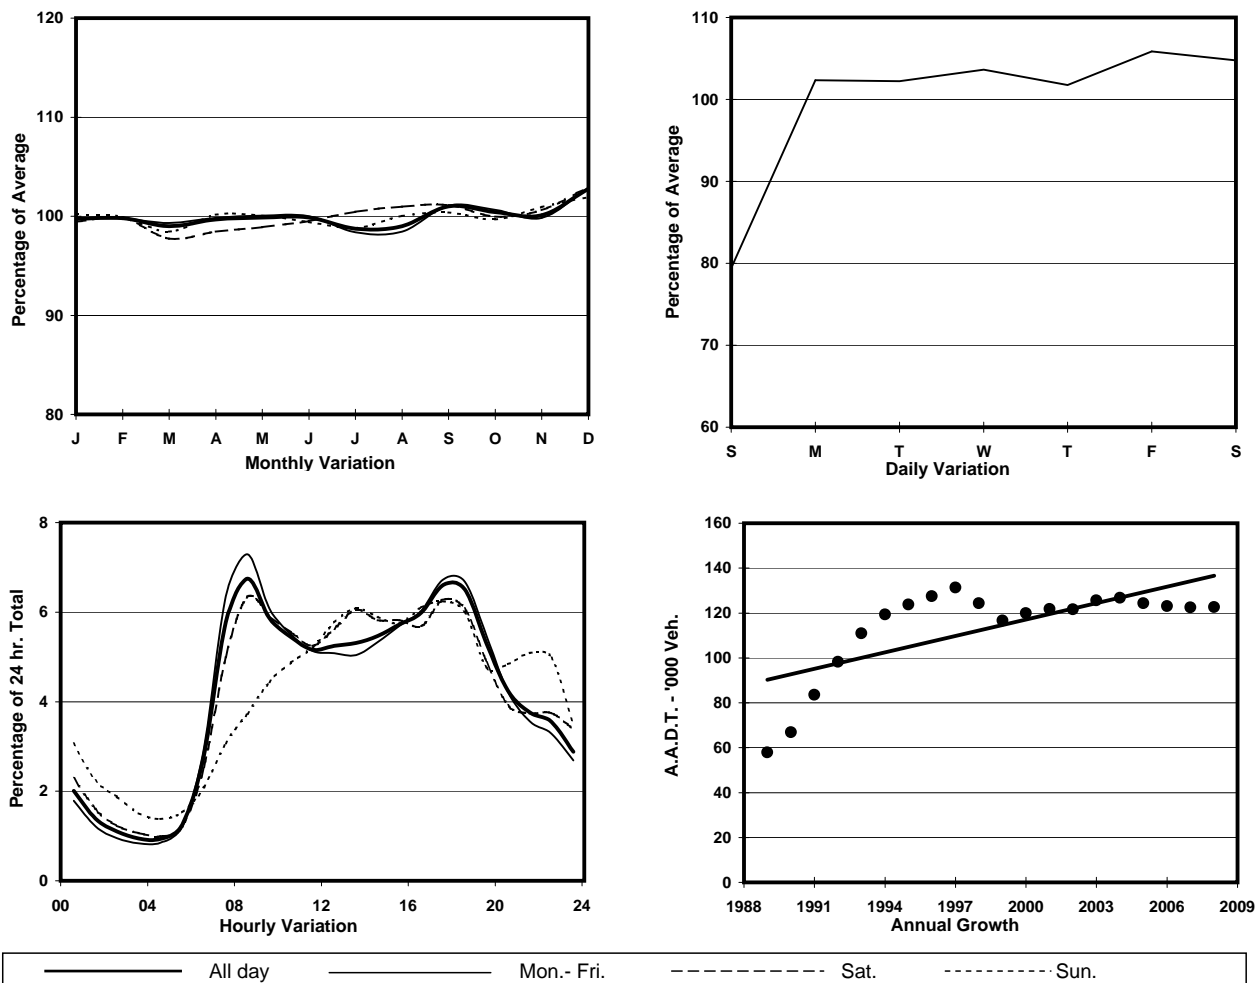 120
110
100
90
80
Percentage of Average
J F M A M J J A S O N D
Monthly Variation
110
100
90
80
70
60
Percentage of Average
S M T W T F S
Daily Variation
8
6
4
2
0
Percentage of 24 hr. Total
00 04 08 12 16 20 24
Hourly Variation
160
140
120
100
80
60
40
20
0
A.A.D.T. - '000 Veh.
1988 1991 1994 1997 2000 2003 2006 2009
Annual Growth
All day Mon.- Fri. Sat. Sun.